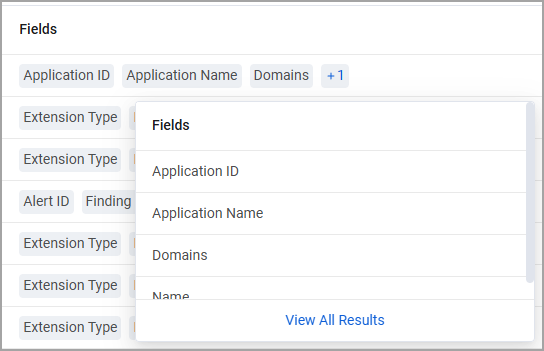 Fields
Application ID Application Name Domains + 1
Extension Type
Extension Type
Alert ID Finding
Extension Type
Extension Type
Extension Type
Fields
Application ID
Application Name
Domains
Name
View All Results